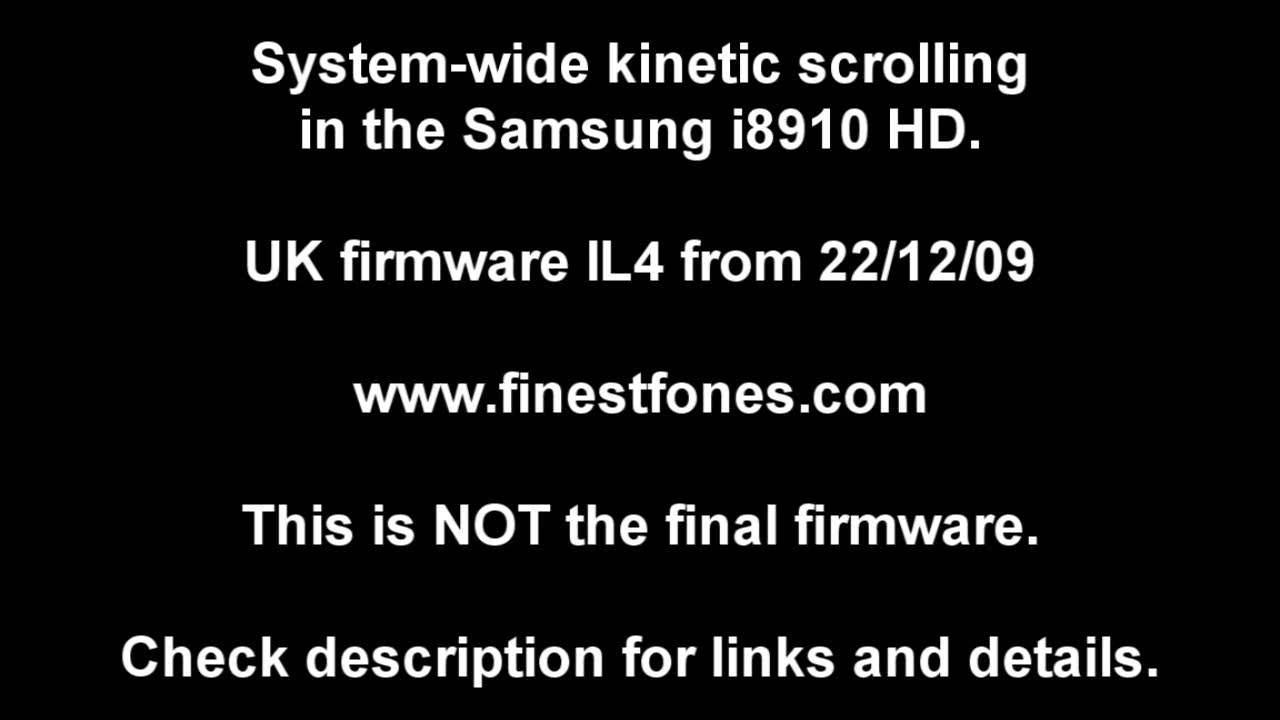 System-wide kinetic scrolling
in the Samsung i8910 HD.
UK firmware IL4 from 22/12/09
www.finestfones.com
This is NOT the final firmware.
Check description for links and details.